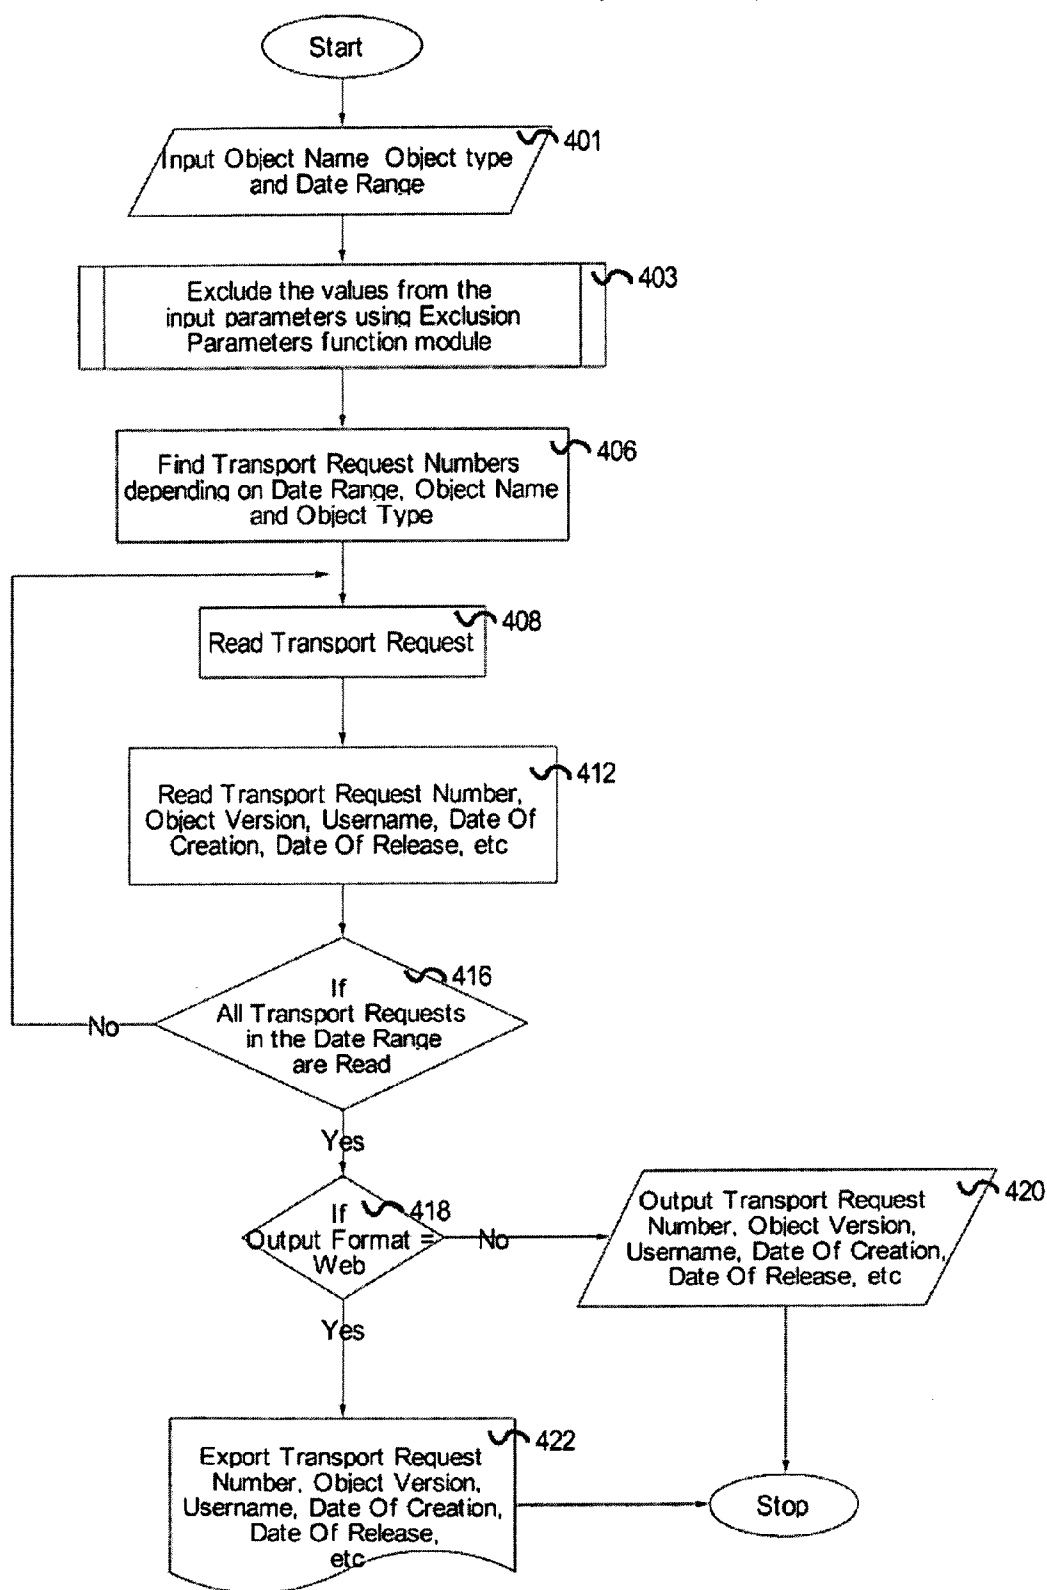 Start
401
Input Object Name Object type
and Date Range
403
Exclude the values from the
input parameters using Exclusion
Parameters function module
406
Find Transport Request Numbers
depending on Date Range, Object Name
and Object Type
408
Read Transport Request
412
Read Transport Request Number,
Object Version, Username, Date Of
Creation, Date Of Release, etc
416
If
All Transport Requests
in the Date Range
are Read
No
Yes
418
If
Output Format =
Web
No
420
Output Transport Request
Number, Object Version,
Username, Date Of Creation,
Date Of Release, etc
Yes
422
Export Transport Request
Number, Object Version,
Username, Date Of Creation,
Date Of Release,
etc
Stop